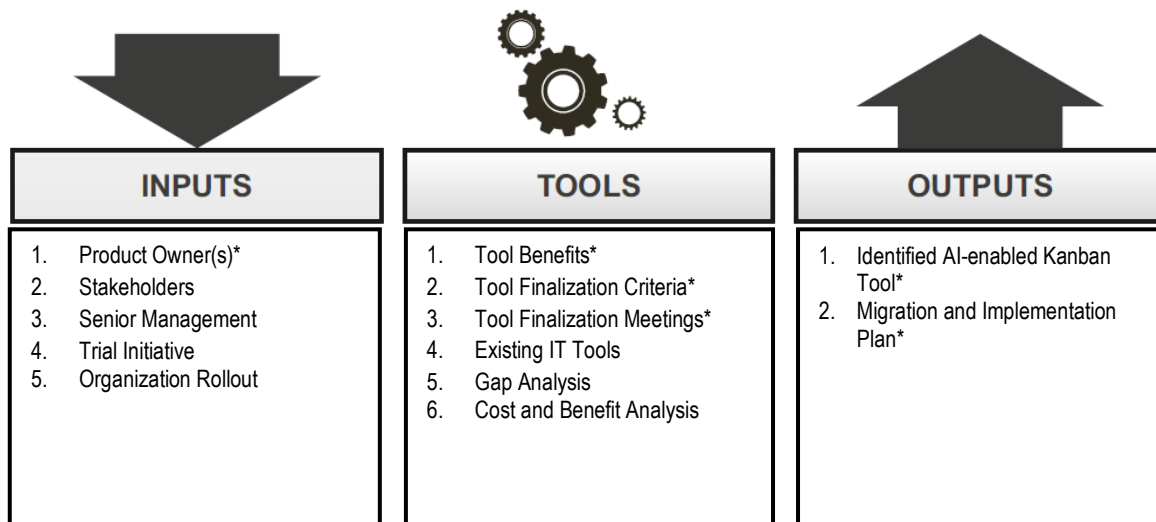 INPUTS
1. Product Owner(s)*
2. Stakeholders
3. Senior Management
4. Trial Initiative
5. Organization Rollout
TOOLS
1. Tool Benefits*
2. Tool Finalization Criteria*
3. Tool Finalization Meetings*
4. Existing IT Tools
5. Gap Analysis
6. Cost and Benefit Analysis
OUTPUTS
1. Identified AI-enabled Kanban
Tool*
2. Migration and Implementation
Plan*